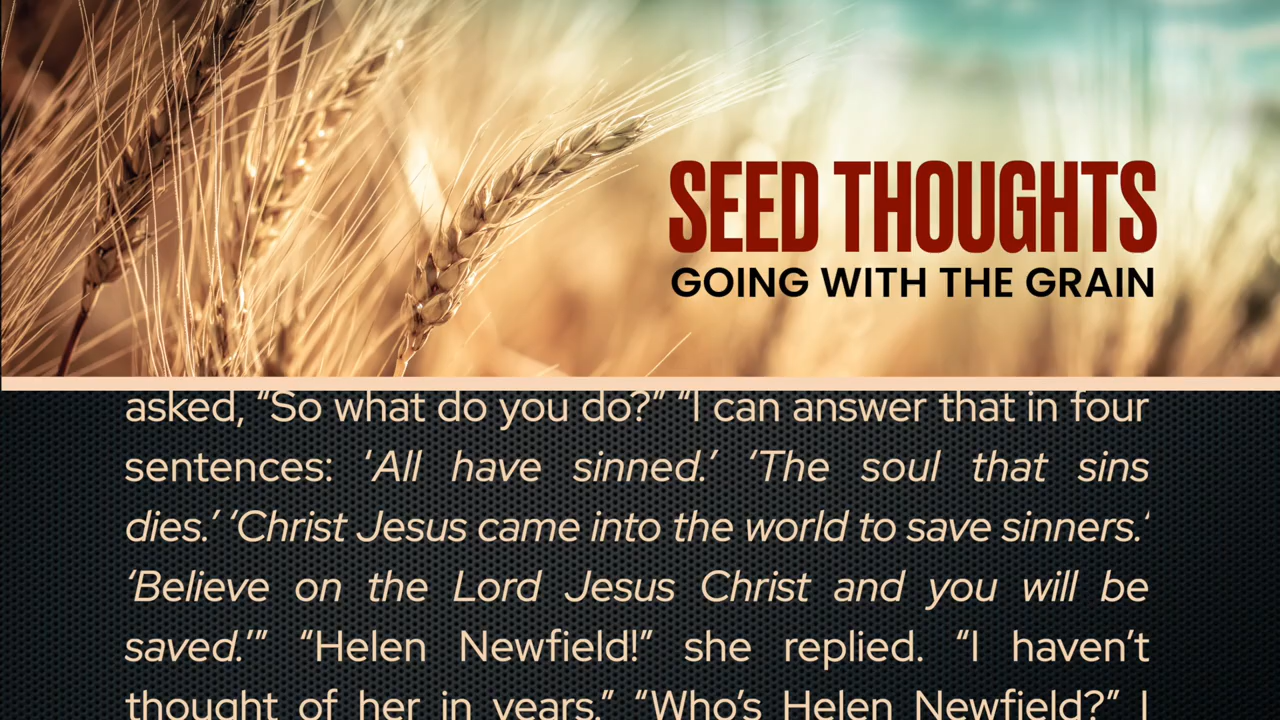 SEED THOUGHTS
GOING WITH THE GRAIN
asked, “So what do you do?” “I can answer that in four
sentences: ‘All have sinned.’ ‘The soul that sins
dies.’ ‘Christ Jesus came into the world to save sinners.‘
‘Believe on the Lord Jesus Christ and you will be
saved.’” “Helen Newfield!” she replied. “I haven’t
thought of her in years.” “Who’s Helen Newfield?” I